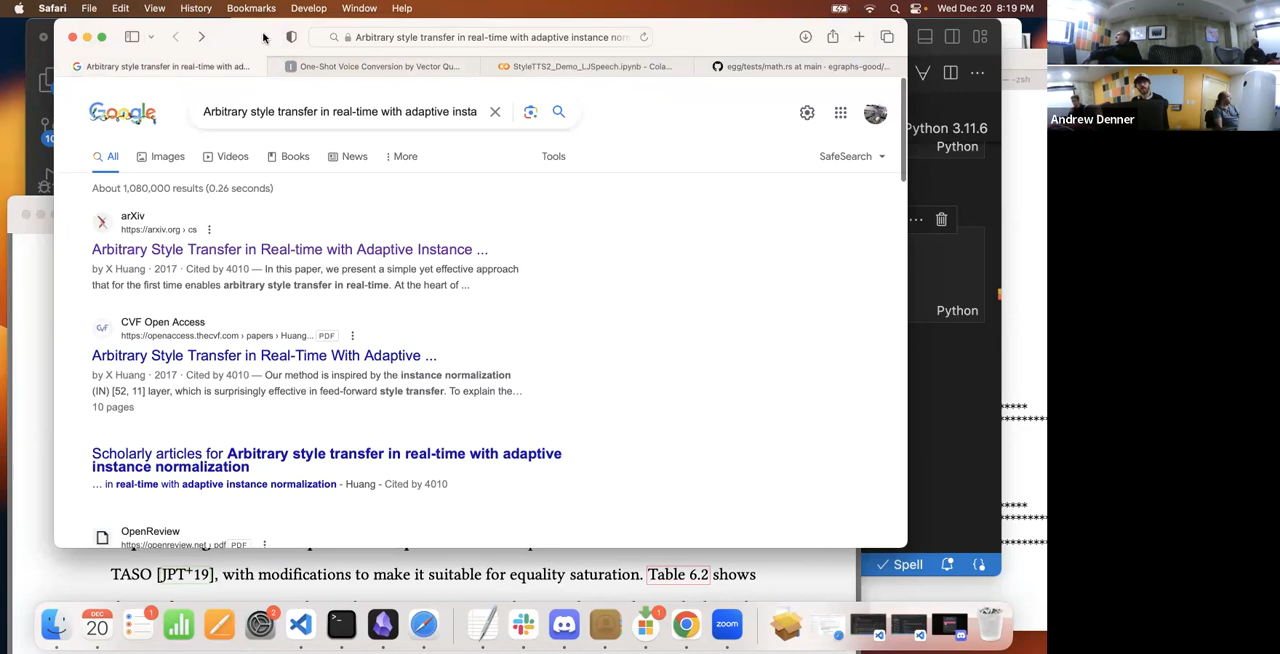 Safari File Edit View History Bookmarks Develop Window Help Wed Dec 20 8:19 PM
Arbitrary style transfer in real-time with adaptive instance nor
Arbitrary style transfer in real-time with ad... One-Shot Voice Conversion by Vector Qu... StyleTTS2_Demo_LJSpeech.ipynb - Cola... egg/tests/math.rs at main · egraphs-good/...
-zsh
Google Arbitrary style transfer in real-time with adaptive insta
Andrew Denner
Python 3.11.6
Python
All Images Videos Books News More Tools SafeSearch
About 1,080,000 results (0.26 seconds)
arXiv
https://arxiv.org › cs
Arbitrary Style Transfer in Real-time with Adaptive Instance ...
by X Huang · 2017 · Cited by 4010 — In this paper, we present a simple yet effective approach
that for the first time enables arbitrary style transfer in real-time. At the heart of ...
Python
CVF Open Access
https://openaccess.thecvf.com › papers › Huang... PDF
Arbitrary Style Transfer in Real-Time With Adaptive ...
by X Huang · 2017 · Cited by 4010 — Our method is inspired by the instance normalization
(IN) [52, 11] layer, which is surprisingly effective in feed-forward style transfer. To explain the...
10 pages
*****
Scholarly articles for Arbitrary style transfer in real-time with adaptive
instance normalization
... in real-time with adaptive instance normalization - Huang - Cited by 4010
OpenReview
https://openreview.net › pdf PDF
Spell
TASO [JPT+19], with modifications to make it suitable for equality saturation. Table 6.2 shows
DEC
20
1
2
1
zoom